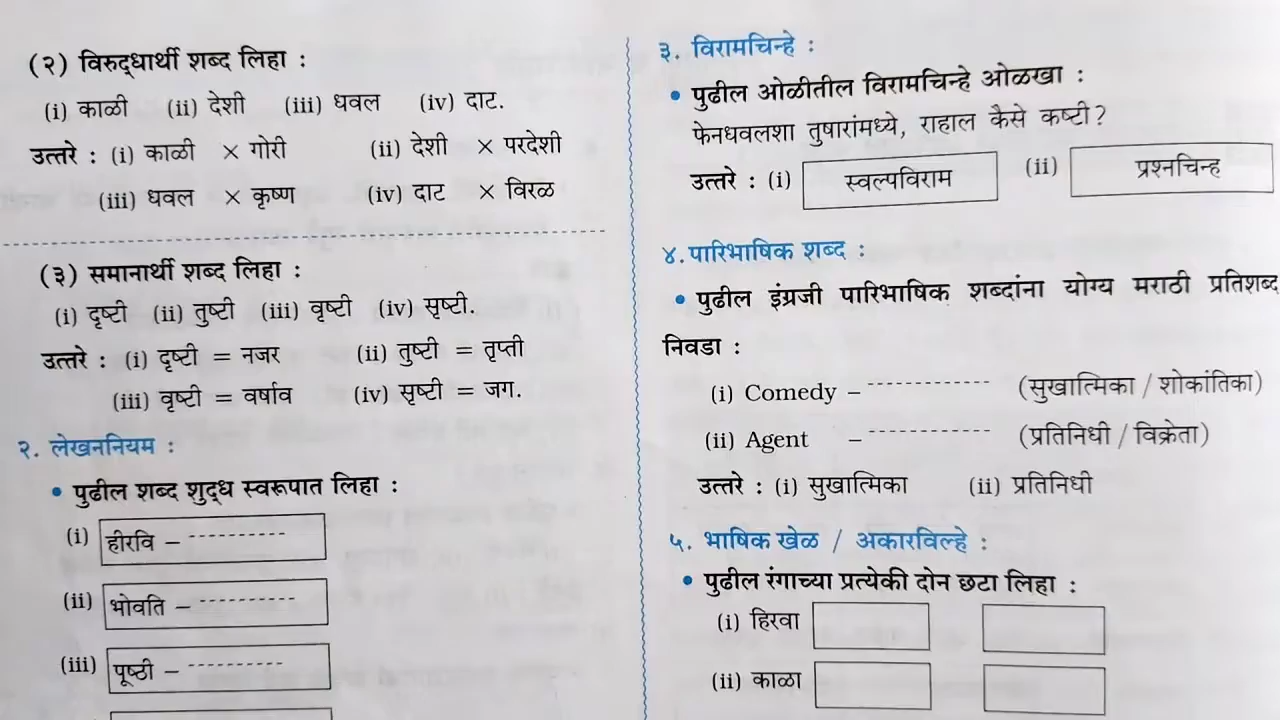 (२) विरुद्धार्थी शब्द लिहा :
(i) काळी (ii) देशी (iii) धवल (iv) दाट.
उत्तरे : (i) काळी × गोरी (ii) देशी × परदेशी
(iii) धवल × कृष्ण (iv) दाट × विरळ
(३) समानार्थी शब्द लिहा :
(i) दृष्टी (ii) तुष्टी (iii) वृष्टी (iv) सृष्टी.
उत्तरे : (i) दृष्टी = नजर (ii) तुष्टी = तृप्ती
(iii) वृष्टी = वर्षाव (iv) सृष्टी = जग.
२. लेखननियम :
• पुढील शब्द शुद्ध स्वरूपात लिहा :
(i) हीरवि – ----------
(ii) भोवति – ----------
(iii) पूष्ठी – ----------
३. विरामचिन्हे :
• पुढील ओळीतील विरामचिन्हे ओळखा :
फेनधवलशा तुषारांमध्ये, राहाल कैसे कष्टी?
उत्तरे : (i) स्वल्पविराम (ii) प्रश्नचिन्ह
४. पारिभाषिक शब्द :
• पुढील इंग्रजी पारिभाषिक शब्दांना योग्य मराठी प्रतिशब्द
निवडा :
(i) Comedy – ------------- (सुखात्मिका / शोकांतिका)
(ii) Agent – ------------- (प्रतिनिधी / विक्रेता)
उत्तरे : (i) सुखात्मिका (ii) प्रतिनिधी
५. भाषिक खेळ / अकारविल्हे :
• पुढील रंगाच्या प्रत्येकी दोन छटा लिहा :
(i) हिरवा
(ii) काळा